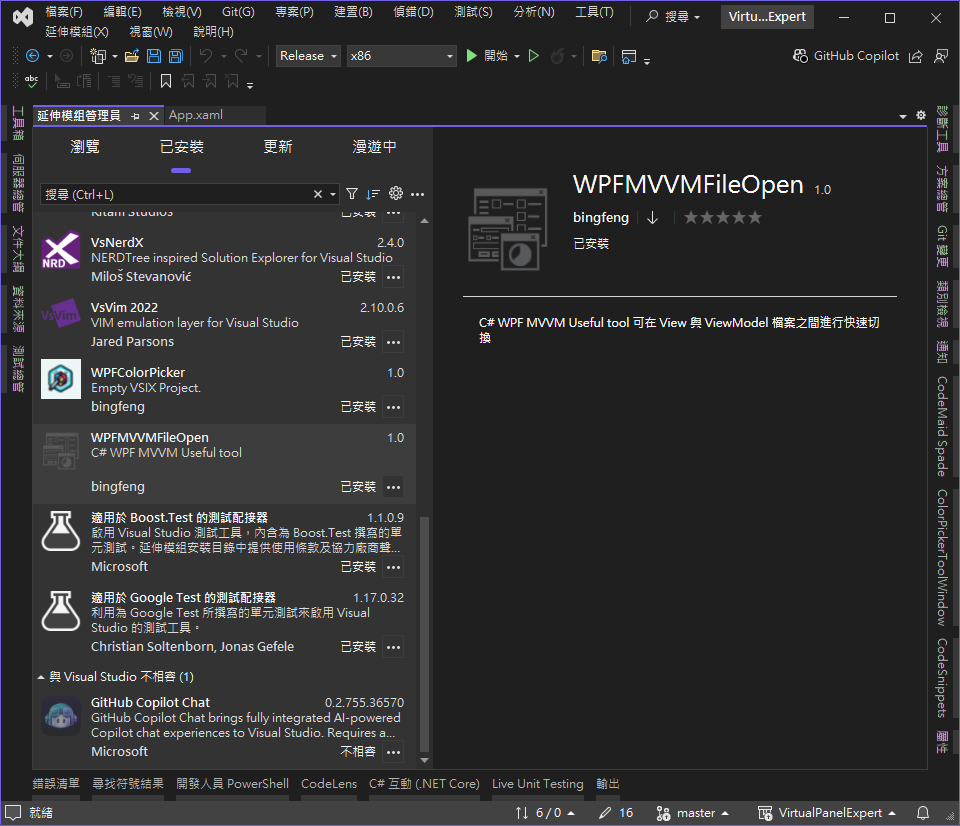 檔案(F) 編輯(E) 檢視(V) Git(G) 專案(P) 建置(B) 偵錯(D) 測試(S) 分析(N) 工具(T) 搜尋 Virtu...Expert
延伸模組(X) 視窗(W) 說明(H)
Release x86 開始 GitHub Copilot
abc
延伸模組管理員 App.xaml
瀏覽 已安裝 更新 漫遊中
搜尋 (Ctrl+L)
Ritam Studios 已安裝
VsNerdX 2.4.0
NERDTree inspired Solution Explorer for Visual Studio
Miloš Stevanović 已安裝
VsVim 2022 2.10.0.6
VIM emulation layer for Visual Studio
Jared Parsons 已安裝
WPFColorPicker 1.0
Empty VSIX Project.
bingfeng 已安裝
WPFMVVMFileOpen 1.0
C# WPF MVVM Useful tool
bingfeng 已安裝
適用於 Boost.Test 的測試配接器 1.1.0.9
啟用 Visual Studio 測試工具，內含為 Boost.Test 撰寫的單
元測試。延伸模組安裝目錄中提供使用條款及協力廠商聲...
Microsoft 已安裝
適用於 Google Test 的測試配接器 1.17.0.32
利用為 Google Test 所撰寫的單元測試來啟用 Visual
Studio 的測試工具。
Christian Soltenborn, Jonas Gefele 已安裝
與 Visual Studio 不相容 (1)
GitHub Copilot Chat 0.2.755.36570
GitHub Copilot Chat brings fully integrated AI-powered
Copilot chat experiences to Visual Studio. Requires a...
Microsoft 不相容
WPFMVVMFileOpen 1.0
bingfeng
已安裝
C# WPF MVVM Useful tool 可在 View 與 ViewModel 檔案之間進行快速切
換
工具箱
伺服器總管
文件大綱
資料來源
測試總管
診斷工具
方案總管
Git 變更
類別檢視
通知
CodeMaid Spade
ColorPickerToolWindow
CodeSnippets
屬性
錯誤清單 尋找符號結果 開發人員 PowerShell CodeLens C# 互動 (.NET Core) Live Unit Testing 輸出
就緒 6 / 0 16 master VirtualPanelExpert